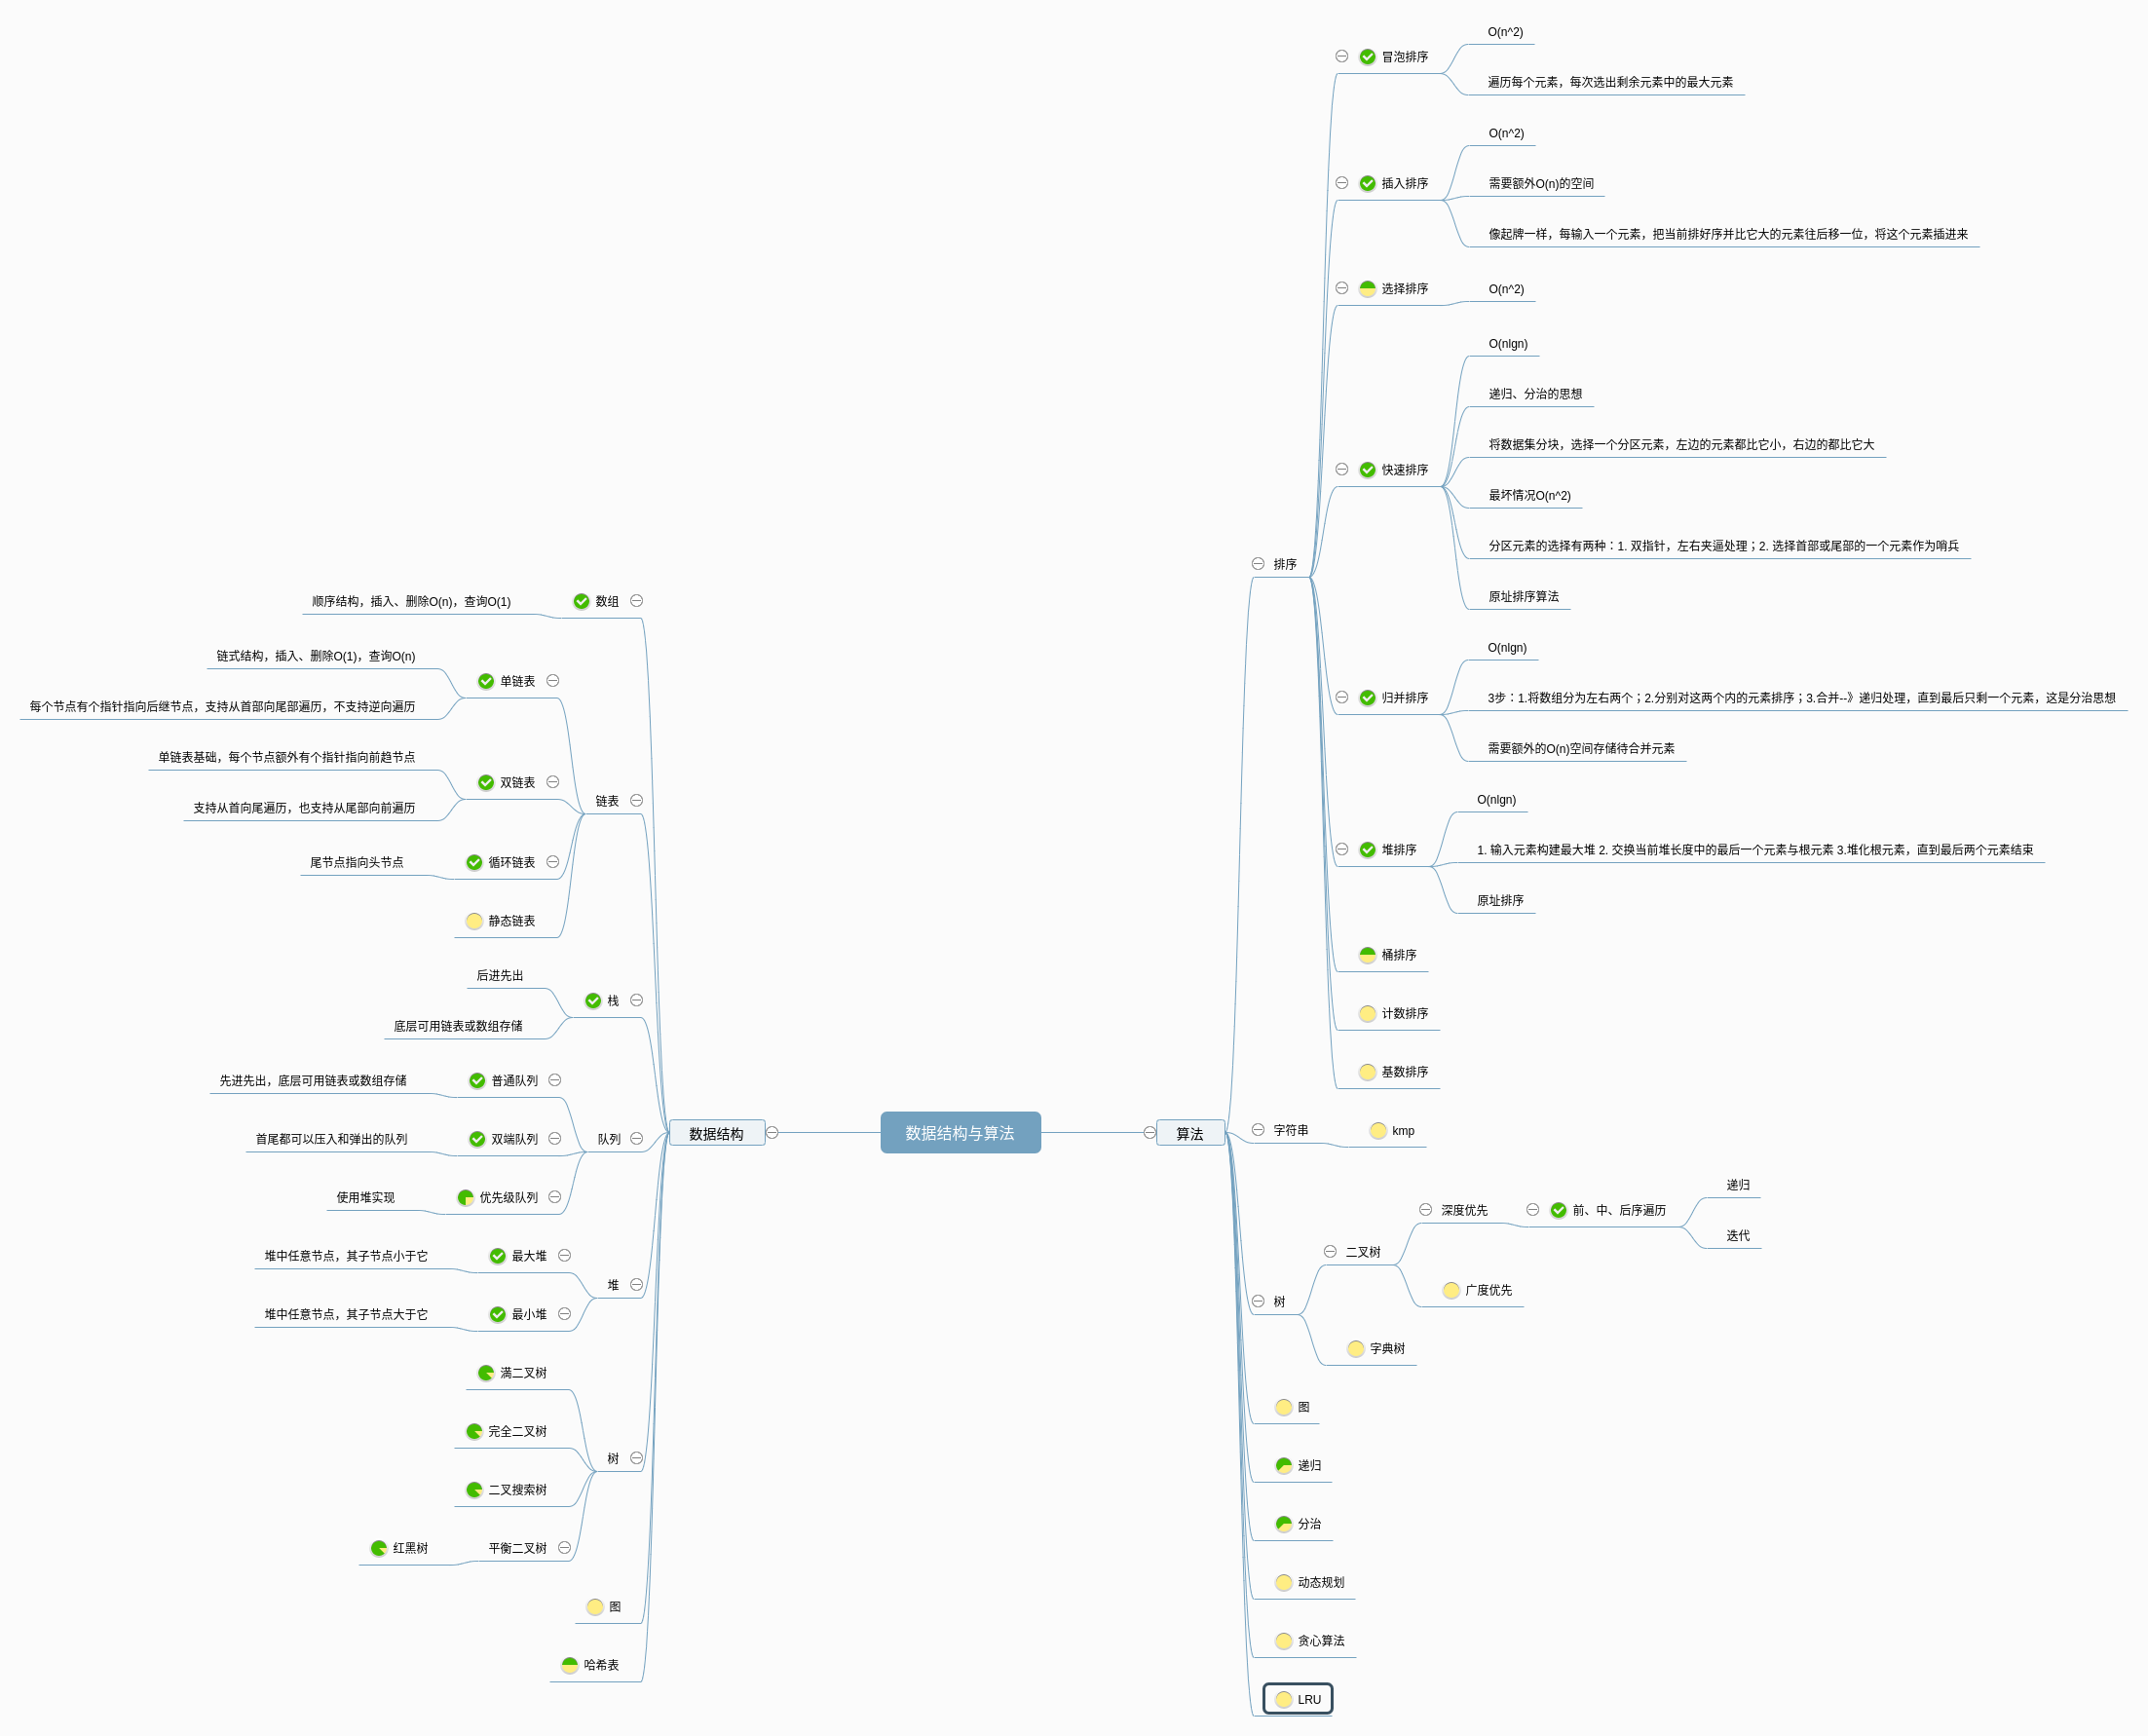 数据结构与算法
数据结构
数组
顺序结构，插入、删除O(n)，查询O(1)
链表
单链表
链式结构，插入、删除O(1)，查询O(n)
每个节点有个指针指向后继节点，支持从首部向尾部遍历，不支持逆向遍历
双链表
单链表基础，每个节点额外有个指针指向前趋节点
支持从首向尾遍历，也支持从尾部向前遍历
循环链表
尾节点指向头节点
静态链表
栈
后进先出
底层可用链表或数组存储
队列
普通队列
先进先出，底层可用链表或数组存储
双端队列
首尾都可以压入和弹出的队列
优先级队列
使用堆实现
堆
最大堆
堆中任意节点，其子节点小于它
最小堆
堆中任意节点，其子节点大于它
树
满二叉树
完全二叉树
二叉搜索树
平衡二叉树
红黑树
图
哈希表
算法
排序
冒泡排序
O(n^2)
遍历每个元素，每次选出剩余元素中的最大元素
插入排序
O(n^2)
需要额外O(n)的空间
像起牌一样，每输入一个元素，把当前排好序并比它大的元素往后移一位，将这个元素插进来
选择排序
O(n^2)
快速排序
O(nlgn)
递归、分治的思想
将数据集分块，选择一个分区元素，左边的元素都比它小，右边的都比它大
最坏情况O(n^2)
分区元素的选择有两种：1. 双指针，左右夹逼处理；2. 选择首部或尾部的一个元素作为哨兵
原址排序算法
归并排序
O(nlgn)
3步：1.将数组分为左右两个；2.分别对这两个内的元素排序；3.合并--》递归处理，直到最后只剩一个元素，这是分治思想
需要额外的O(n)空间存储待合并元素
堆排序
O(nlgn)
1. 输入元素构建最大堆 2. 交换当前堆长度中的最后一个元素与根元素 3.堆化根元素，直到最后两个元素结束
原址排序
桶排序
计数排序
基数排序
字符串
kmp
树
二叉树
深度优先
前、中、后序遍历
递归
迭代
广度优先
字典树
图
递归
分治
动态规划
贪心算法
LRU